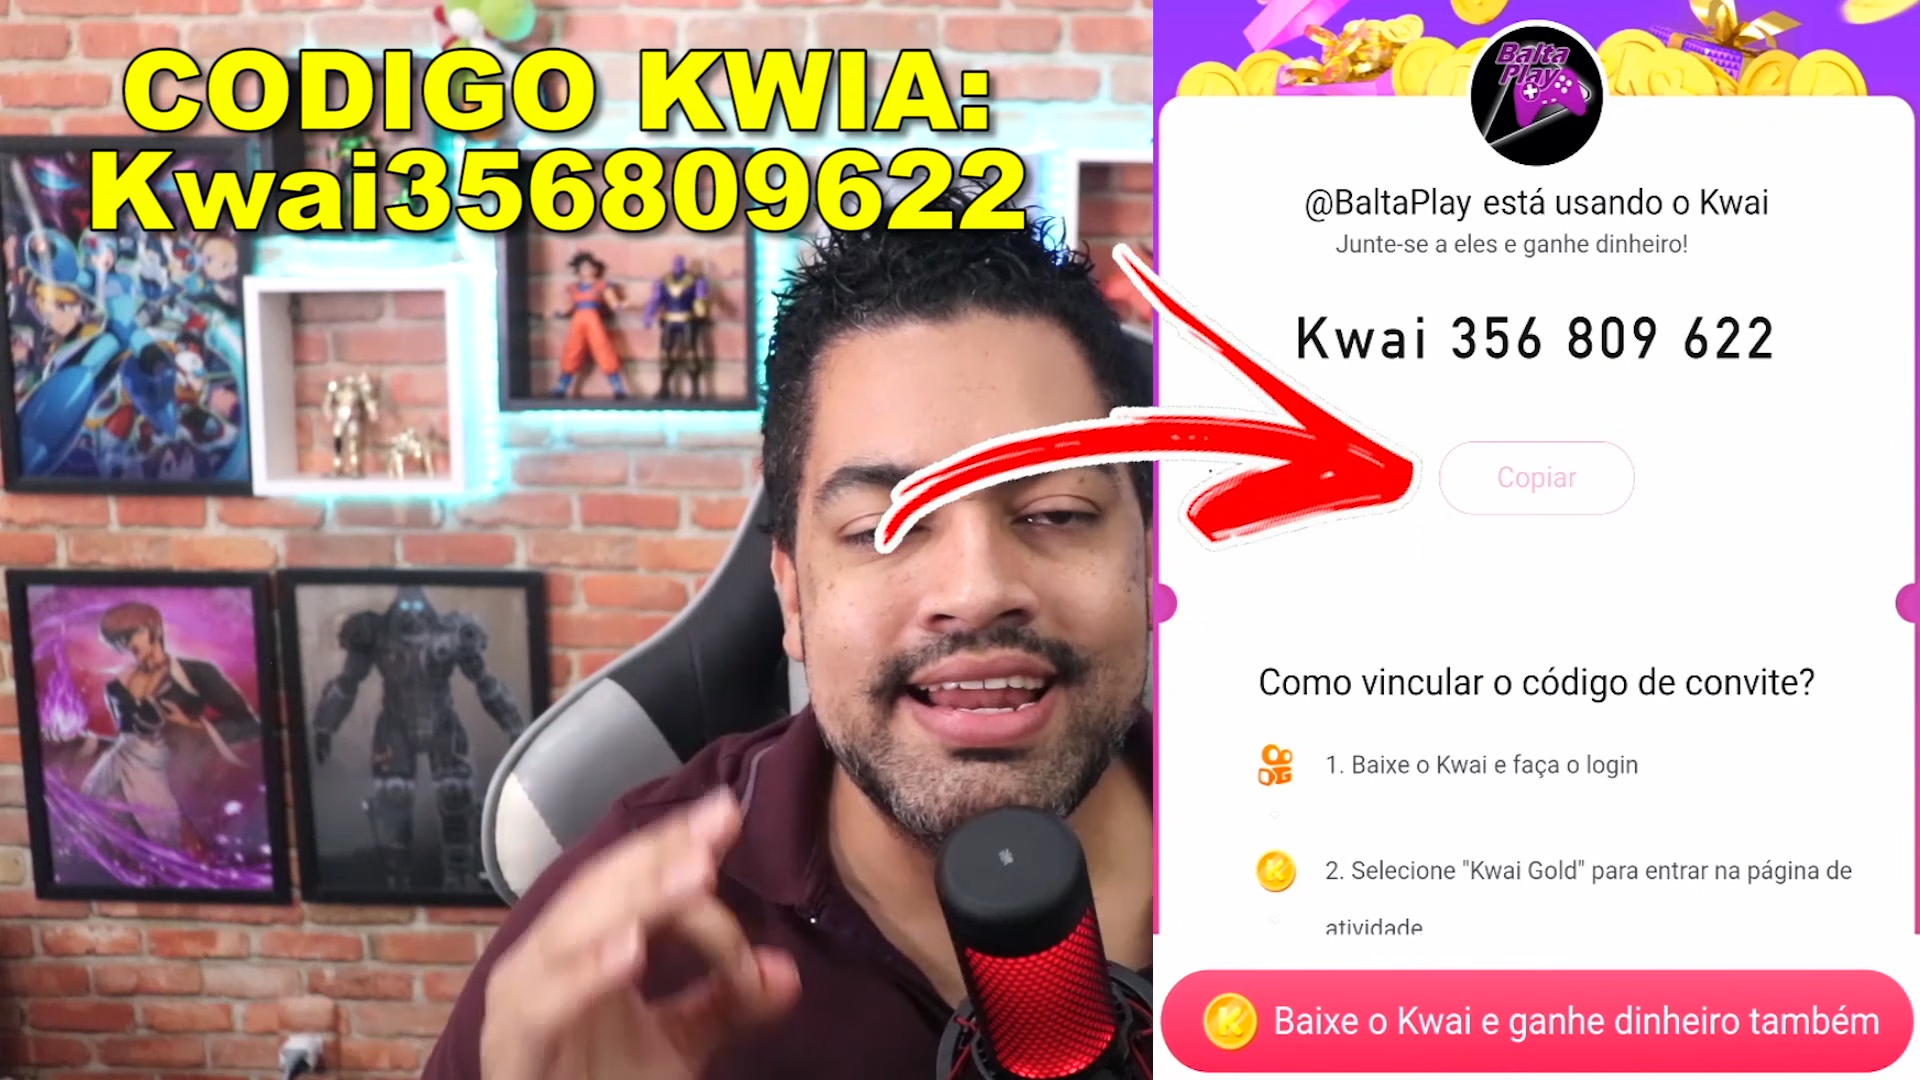 CODIGO KWIA:
Kwai356809622
Balta
Play
@BaltaPlay está usando o Kwai
Junte-se a eles e ganhe dinheiro!
Kwai 356 809 622
Copiar
Como vincular o código de convite?
1. Baixe o Kwai e faça o login
2. Selecione "Kwai Gold" para entrar na página de
atividade
Baixe o Kwai e ganhe dinheiro também